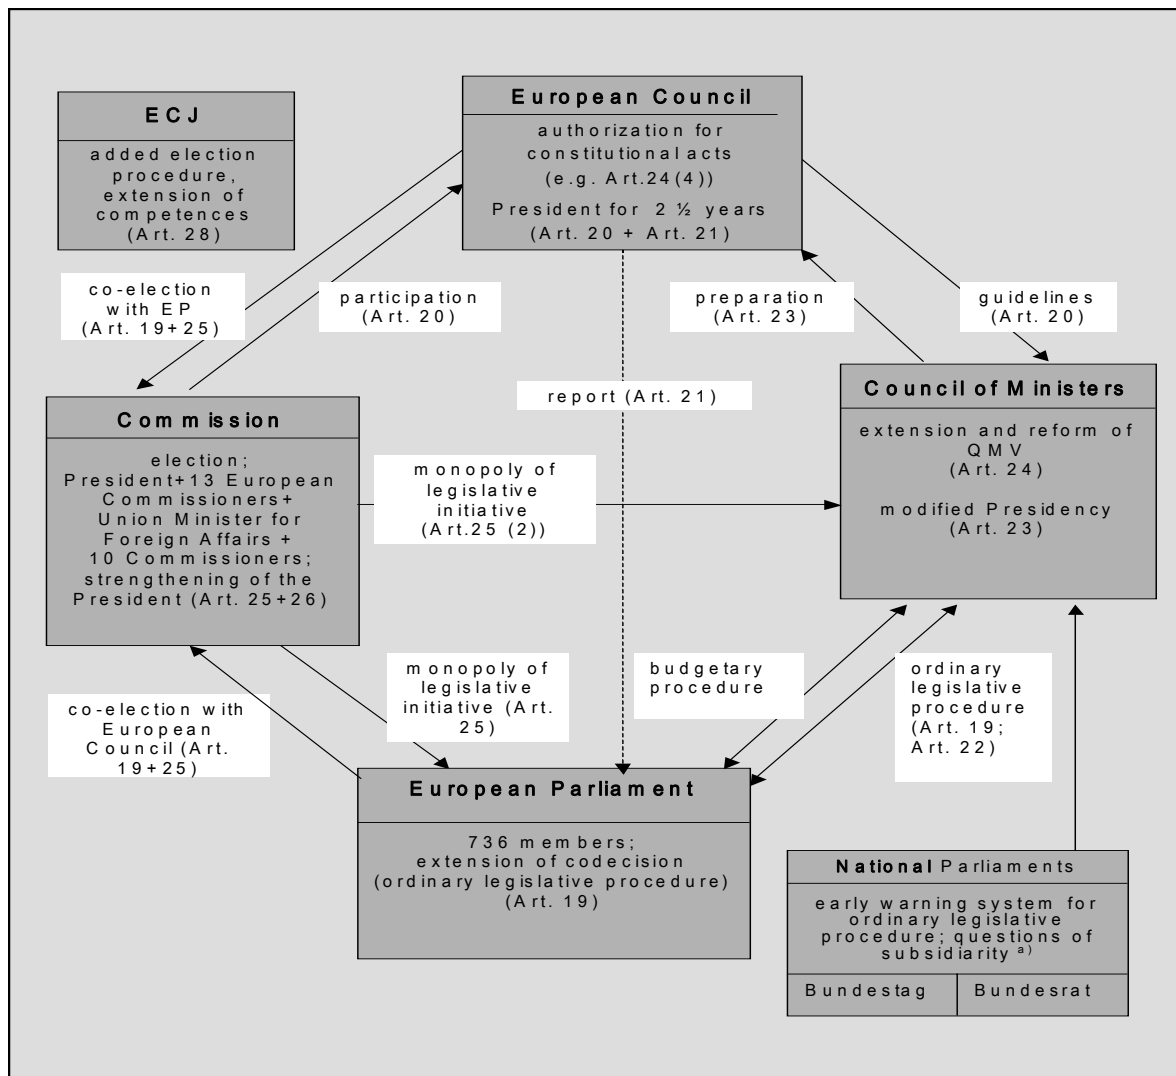 ECJ
added election
procedure,
extension of
competences
(Art. 28)
European Council
authorization for
constitutional acts
(e.g. Art.24(4))
President for 2 ½ years
(Art. 20 + Art. 21)
co-election
with EP
(Art. 19+25)
participation
(Art. 20)
preparation
(Art. 23)
guidelines
(Art. 20)
report (Art. 21)
Commission
election;
President+13 European
Commissioners+
Union Minister for
Foreign Affairs +
10 Commissioners;
strengthening of the
President (Art. 25+26)
monopoly of
legislative
initiative
(Art.25 (2))
Council of Ministers
extension and reform of
QMV
(Art. 24)
modified Presidency
(Art. 23)
co-election with
European
Council (Art.
19+25)
monopoly of
legislative
initiative (Art.
25)
budgetary
procedure
ordinary
legislative
procedure
(Art. 19;
Art. 22)
European Parliament
736 members;
extension of codecision
(ordinary legislative procedure)
(Art. 19)
National Parliaments
early warning system for
ordinary legislative
procedure; questions of
subsidiarity a)
Bundestag
Bundesrat